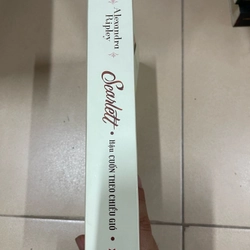 Alexandra
Ripley
Scarlett
• Hậu CUỐN THEO CHIỀU GIÓ •